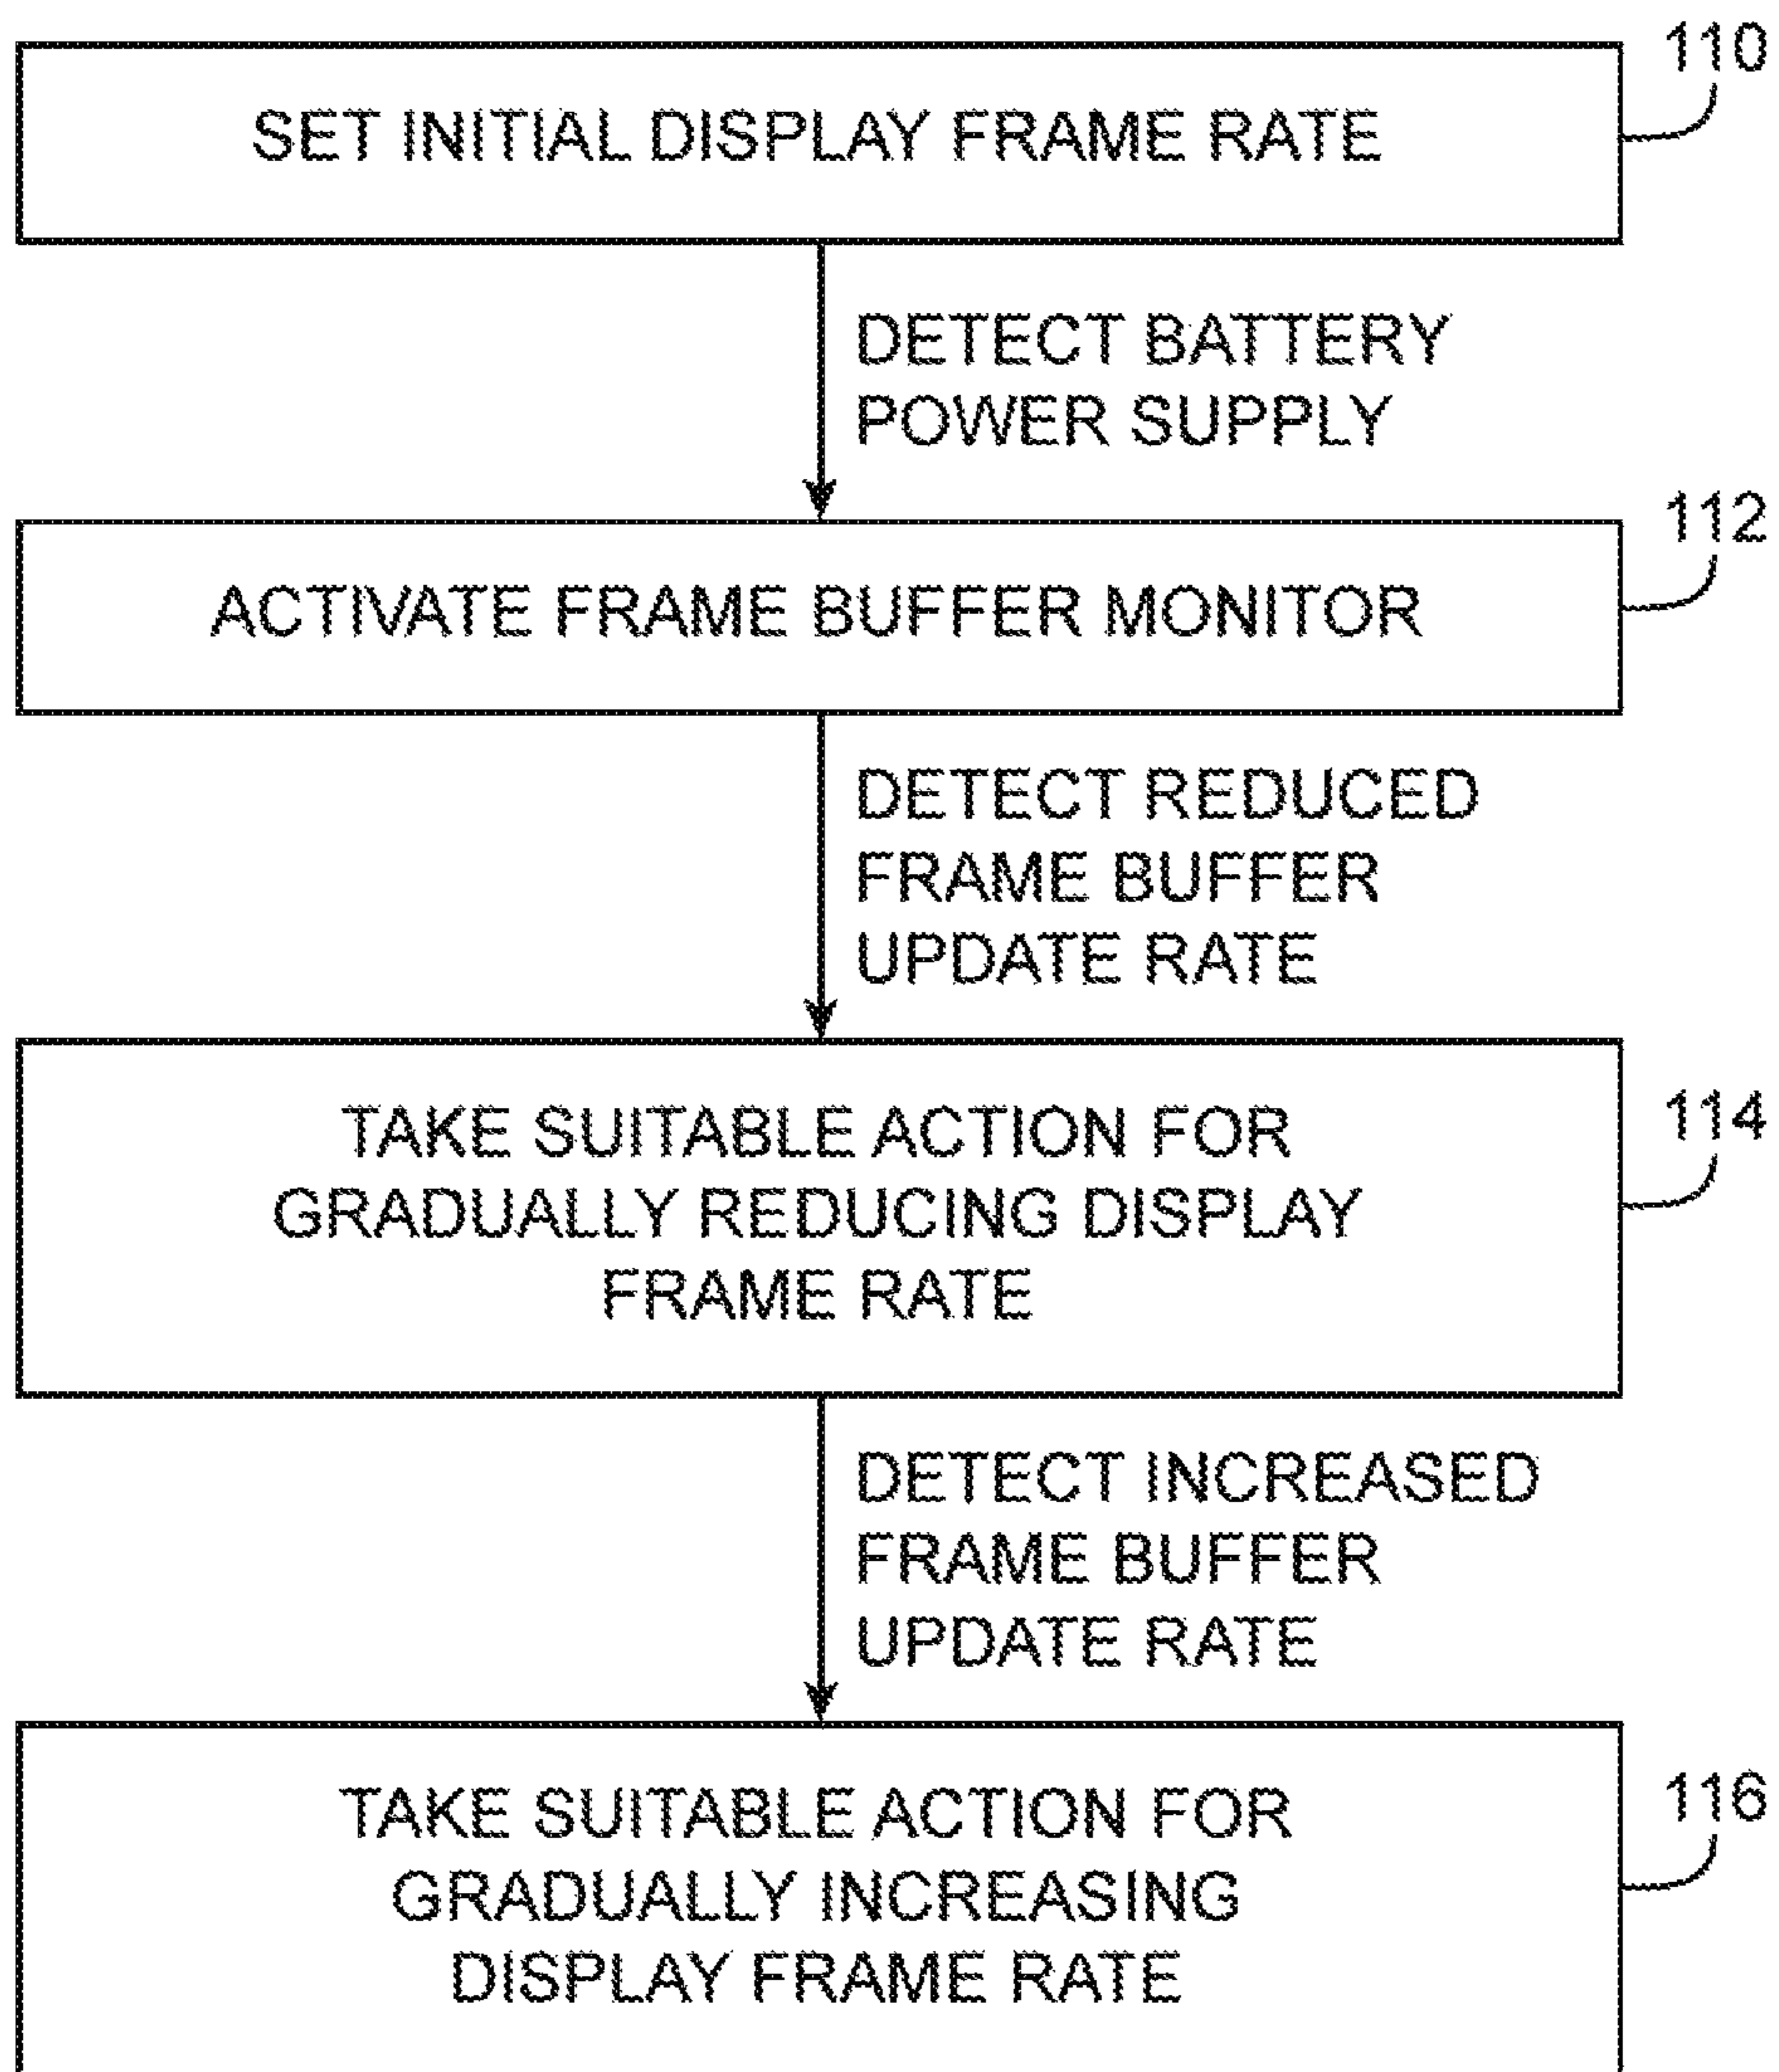 110
SET INITIAL DISPLAY FRAME RATE
DETECT BATTERY
POWER SUPPLY
112
ACTIVATE FRAME BUFFER MONITOR
DETECT REDUCED
FRAME BUFFER
UPDATE RATE
114
TAKE SUITABLE ACTION FOR
GRADUALLY REDUCING DISPLAY
FRAME RATE
DETECT INCREASED
FRAME BUFFER
UPDATE RATE
116
TAKE SUITABLE ACTION FOR
GRADUALLY INCREASING
DISPLAY FRAME RATE